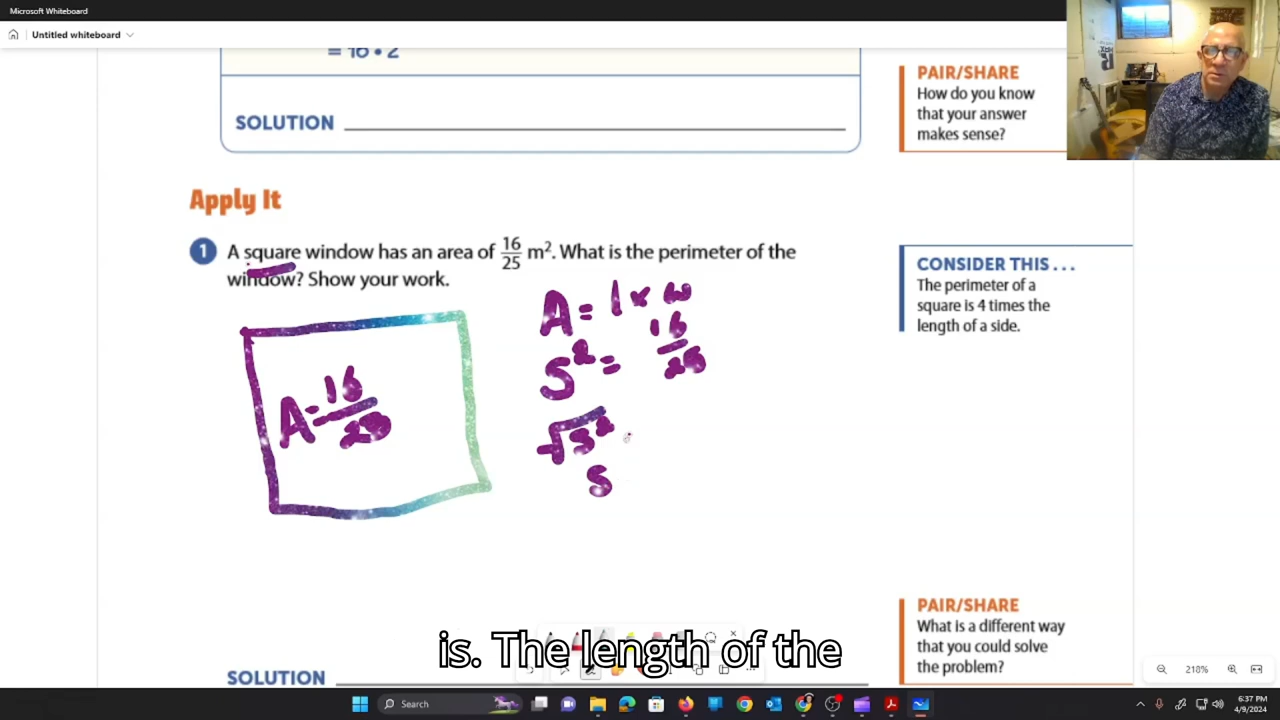 Microsoft Whiteboard
Untitled whiteboard
= 16 • 2
SOLUTION
PAIR/SHARE
How do you know
that your answer
makes sense?
Apply It
1 A square window has an area of 16/25 m². What is the perimeter of the
window? Show your work.
CONSIDER THIS . . .
The perimeter of a
square is 4 times the
length of a side.
A = l x w
S² = 16/25
A = 16/25
√S²
S
PAIR/SHARE
What is a different way
that you could solve
the problem?
is. The length of the
SOLUTION
218%
Search
6:37 PM
4/9/2024